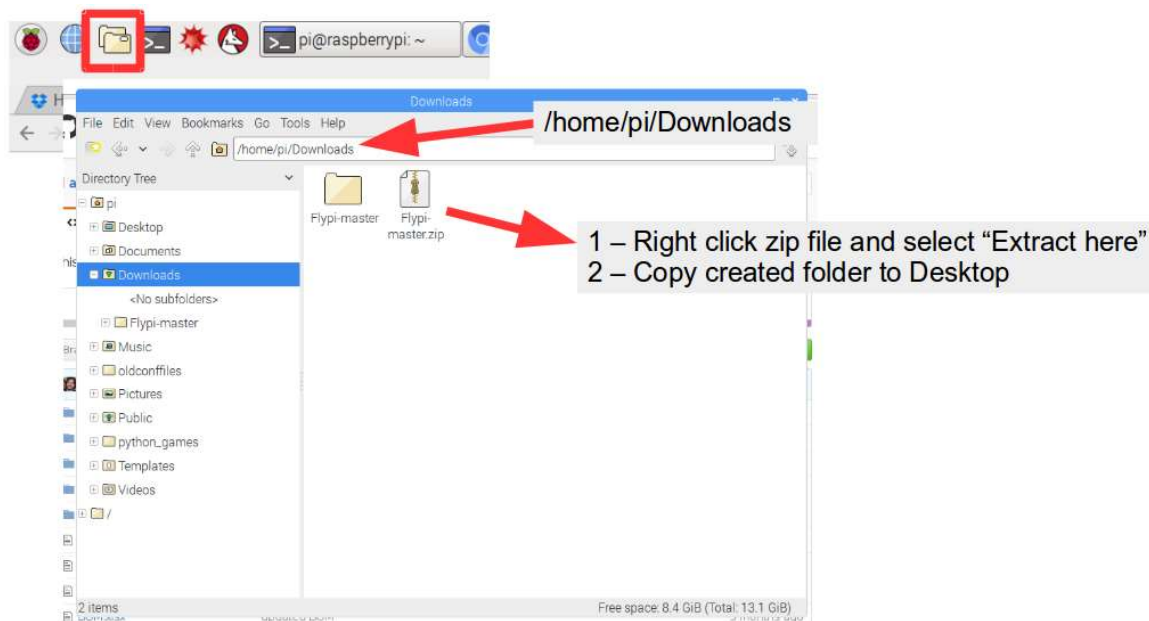 pi@raspberrypi: ~
H
Downloads
/home/pi/Downloads
File Edit View Bookmarks Go Tools Help
/home/pi/Downloads
Directory Tree
pi
Desktop
Documents
Downloads
<No subfolders>
Flypi-master
Music
oldconffiles
Pictures
Public
python_games
Templates
Videos
/
Flypi-master
Flypi-
master.zip
1 – Right click zip file and select “Extract here”
2 – Copy created folder to Desktop
2 items
Free space: 8.4 GiB (Total: 13.1 GiB)